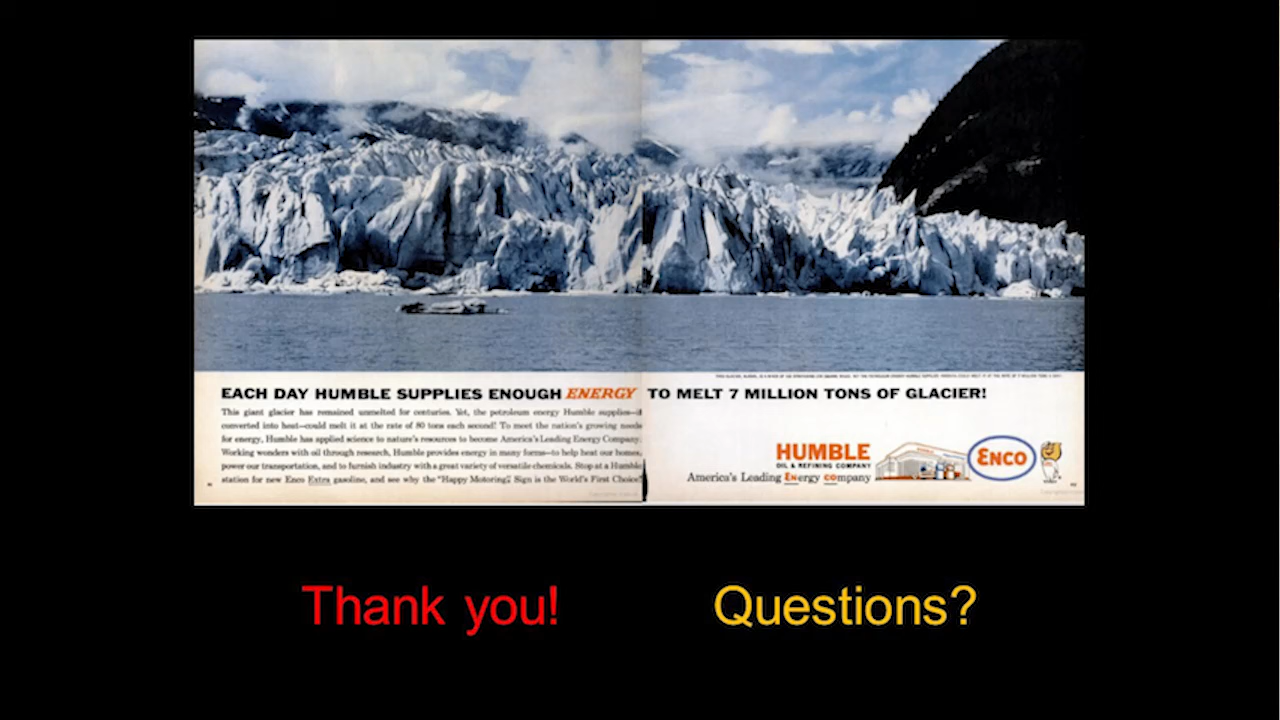 EACH DAY HUMBLE SUPPLIES ENOUGH ENERGY TO MELT 7 MILLION TONS OF GLACIER!
This giant glacier has remained unmelted for centuries. Yet, the petroleum energy Humble supplies—if
converted into heat—could melt it at the rate of 80 tons each second! To meet the nation's growing needs
for energy, Humble has applied science to nature's resources to become America's Leading Energy Company.
Working wonders with oil through research, Humble provides energy in many forms—to help heat our homes,
power our transportation, and to furnish industry with a great variety of versatile chemicals. Stop at a Humble
station for new Enco Extra gasoline, and see why the "Happy Motoring" Sign is the World's First Choice!
HUMBLE
OIL & REFINING COMPANY
America's Leading ENergy COmpany
ENCO
Thank you!
Questions?